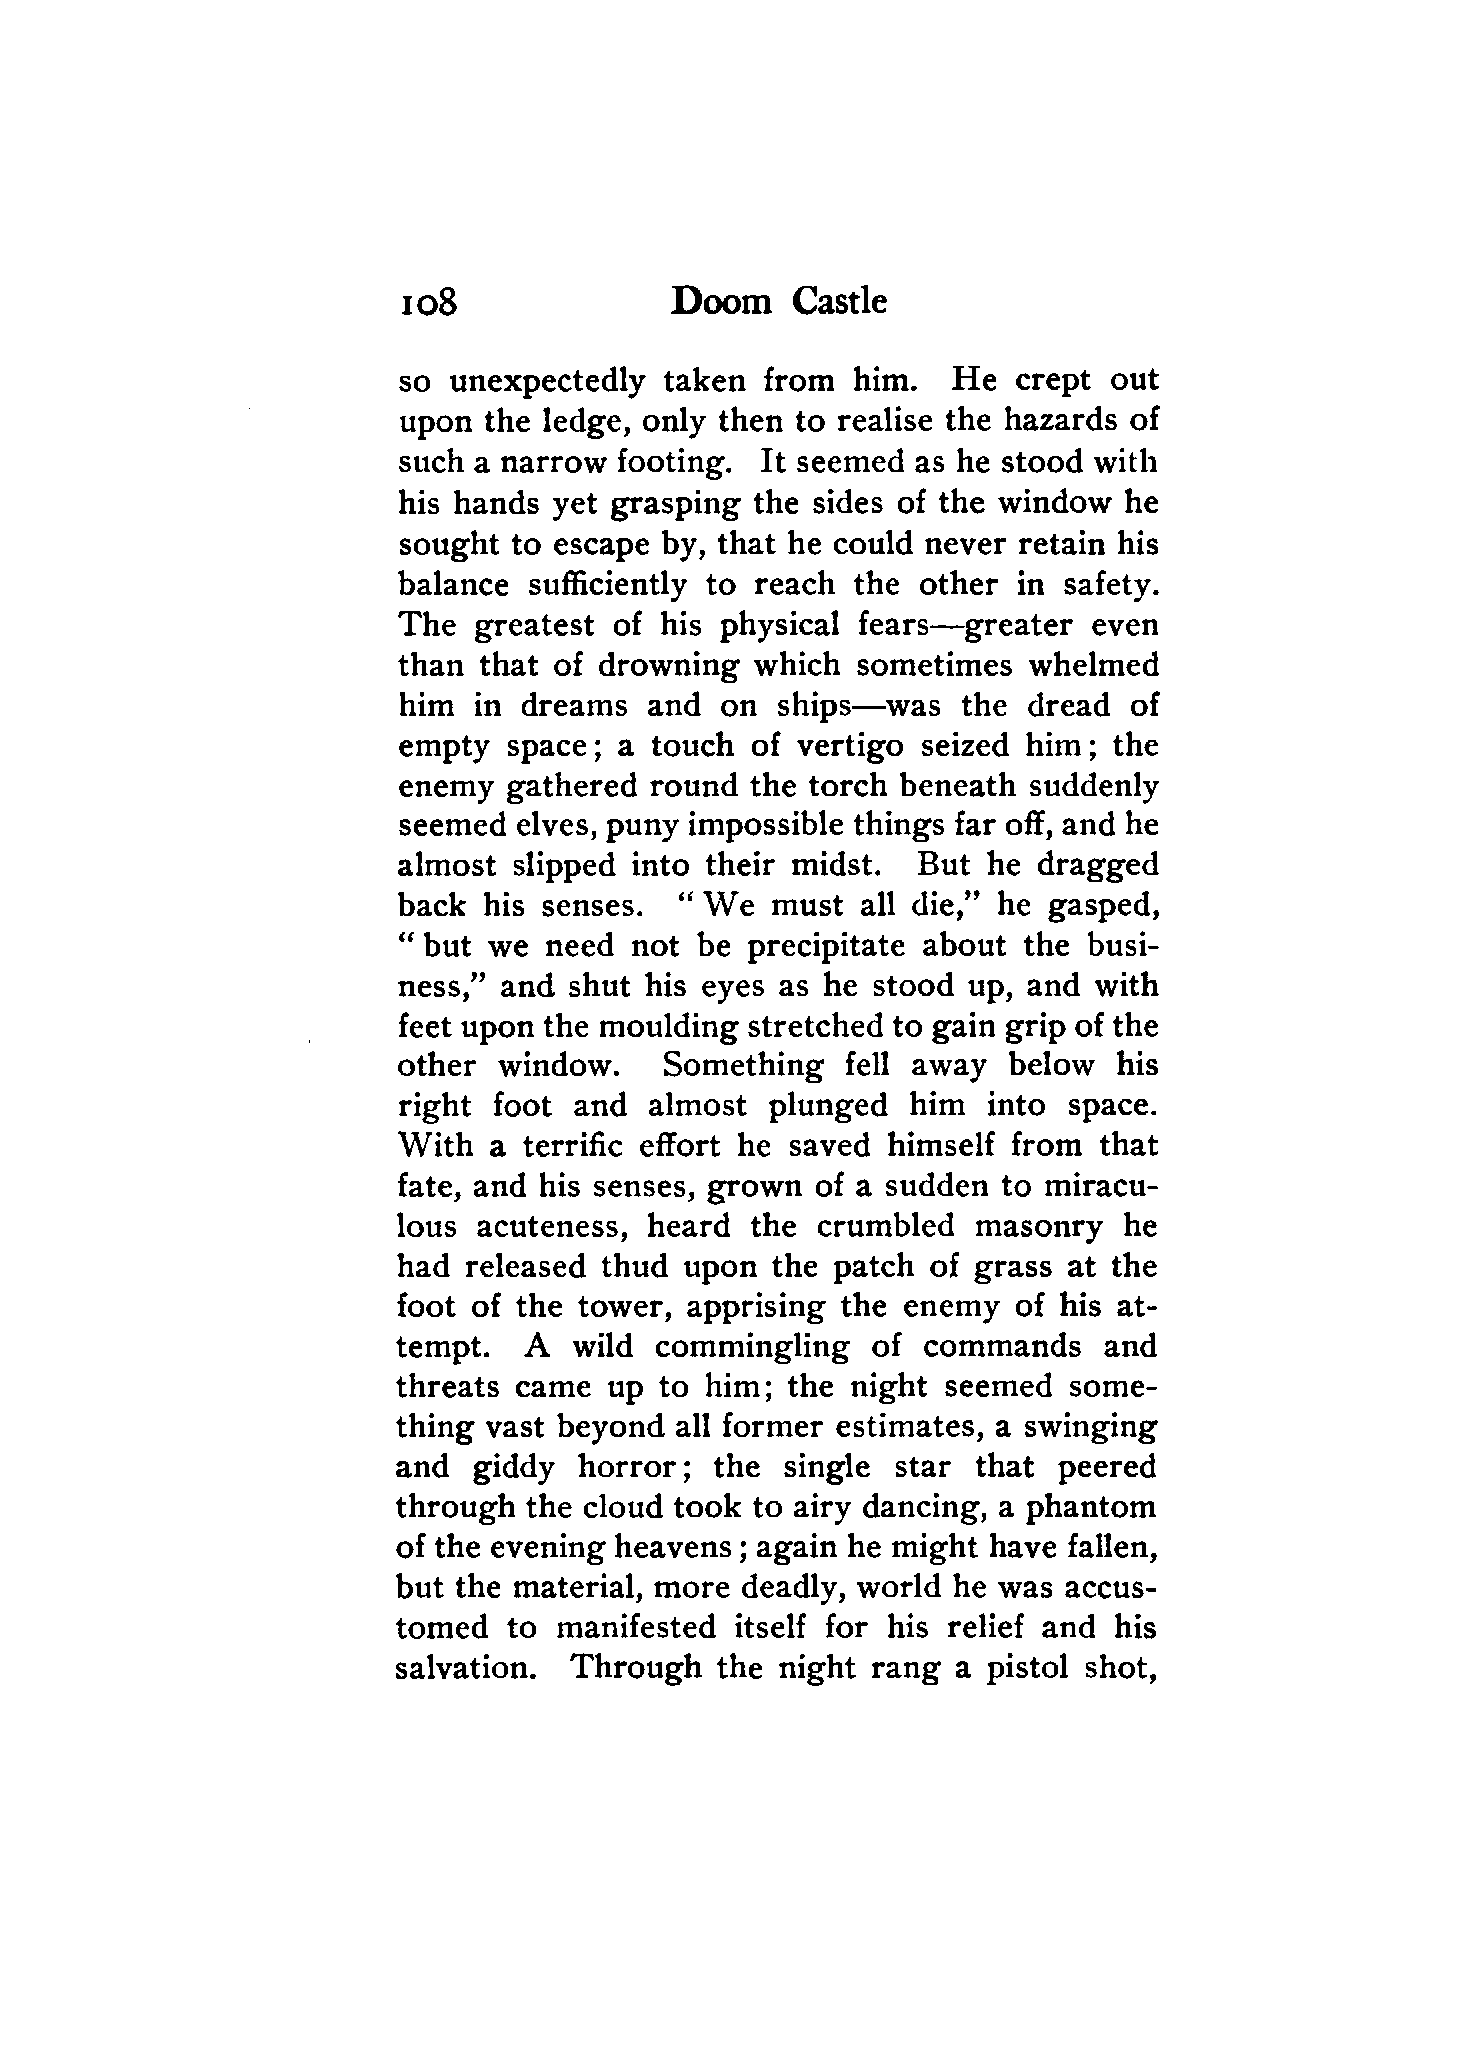 108 Doom Castle
so unexpectedly taken from him. He crept out
upon the ledge, only then to realise the hazards of
such a narrow footing. It seemed as he stood with
his hands yet grasping the sides of the window he
sought to escape by, that he could never retain his
balance sufficiently to reach the other in safety.
The greatest of his physical fears—greater even
than that of drowning which sometimes whelmed
him in dreams and on ships—was the dread of
empty space; a touch of vertigo seized him; the
enemy gathered round the torch beneath suddenly
seemed elves, puny impossible things far off, and he
almost slipped into their midst. But he dragged
back his senses. "We must all die," he gasped,
"but we need not be precipitate about the busi-
ness," and shut his eyes as he stood up, and with
feet upon the moulding stretched to gain grip of the
other window. Something fell away below his
right foot and almost plunged him into space.
With a terrific effort he saved himself from that
fate, and his senses, grown of a sudden to miracu-
lous acuteness, heard the crumbled masonry he
had released thud upon the patch of grass at the
foot of the tower, apprising the enemy of his at-
tempt. A wild commingling of commands and
threats came up to him; the night seemed some-
thing vast beyond all former estimates, a swinging
and giddy horror; the single star that peered
through the cloud took to airy dancing, a phantom
of the evening heavens; again he might have fallen,
but the material, more deadly, world he was accus-
tomed to manifested itself for his relief and his
salvation. Through the night rang a pistol shot,